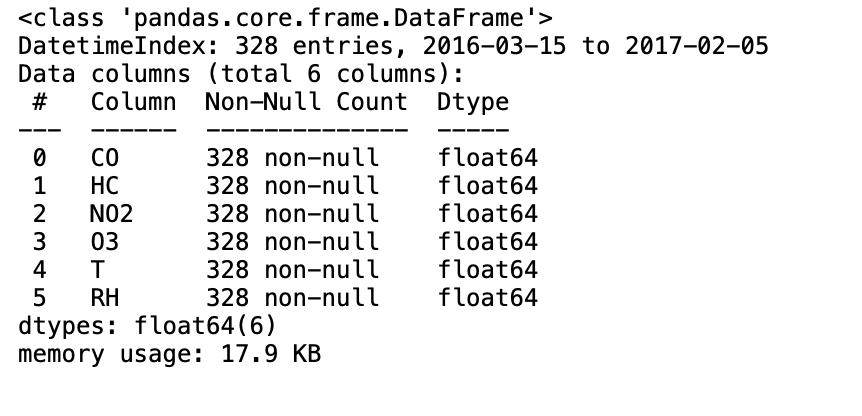 <class 'pandas.core.frame.DataFrame'>
DatetimeIndex: 328 entries, 2016-03-15 to 2017-02-05
Data columns (total 6 columns):
 #   Column  Non-Null Count  Dtype
---  ------  --------------  -----
 0   CO      328 non-null    float64
 1   HC      328 non-null    float64
 2   NO2     328 non-null    float64
 3   O3      328 non-null    float64
 4   T       328 non-null    float64
 5   RH      328 non-null    float64
dtypes: float64(6)
memory usage: 17.9 KB